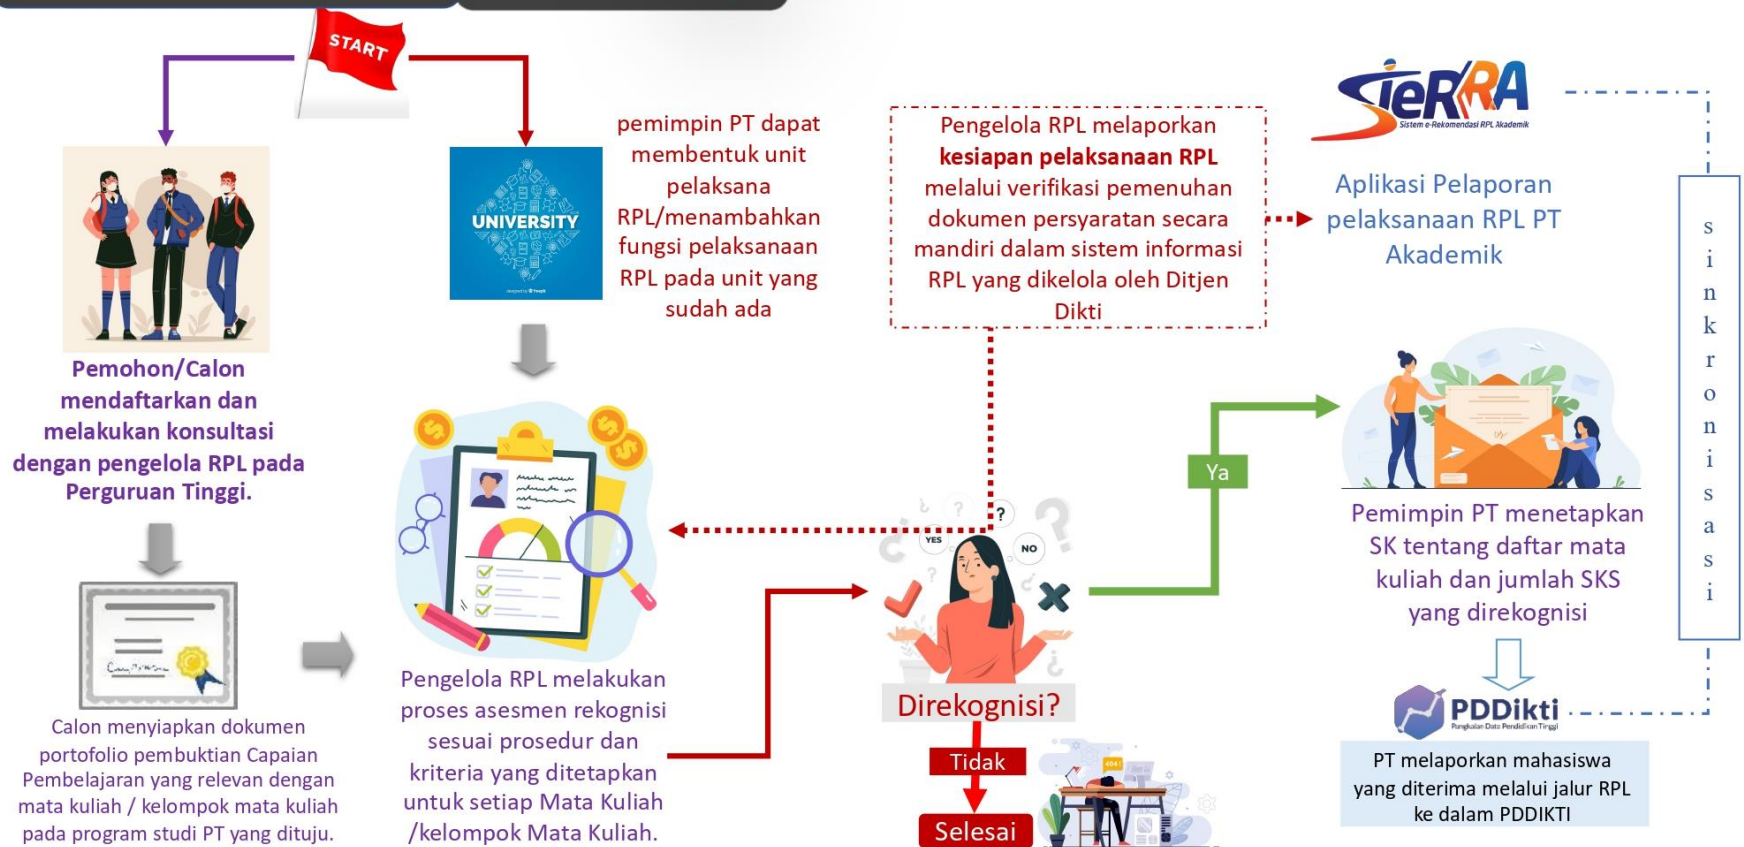 START
Pemohon/Calon
mendaftarkan dan
melakukan konsultasi
dengan pengelola RPL pada
Perguruan Tinggi.
Calon menyiapkan dokumen
portofolio pembuktian Capaian
Pembelajaran yang relevan dengan
mata kuliah / kelompok mata kuliah
pada program studi PT yang dituju.
UNIVERSITY
pemimpin PT dapat
membentuk unit
pelaksana
RPL/menambahkan
fungsi pelaksanaan
RPL pada unit yang
sudah ada
Pengelola RPL melakukan
proses asesmen rekognisi
sesuai prosedur dan
kriteria yang ditetapkan
untuk setiap Mata Kuliah
/kelompok Mata Kuliah.
Pengelola RPL melaporkan
kesiapan pelaksanaan RPL
melalui verifikasi pemenuhan
dokumen persyaratan secara
mandiri dalam sistem informasi
RPL yang dikelola oleh Ditjen
Dikti
YES
NO
Direkognisi?
Tidak
Selesai
404!
Ya
SIeRRA
Sistem e-Rekomendasi RPL Akademik
Aplikasi Pelaporan
pelaksanaan RPL PT
Akademik
Pemimpin PT menetapkan
SK tentang daftar mata
kuliah dan jumlah SKS
yang direkognisi
PDDikti
Pangkalan Data Pendidikan Tinggi
PT melaporkan mahasiswa
yang diterima melalui jalur RPL
ke dalam PDDIKTI
sinkronisasi